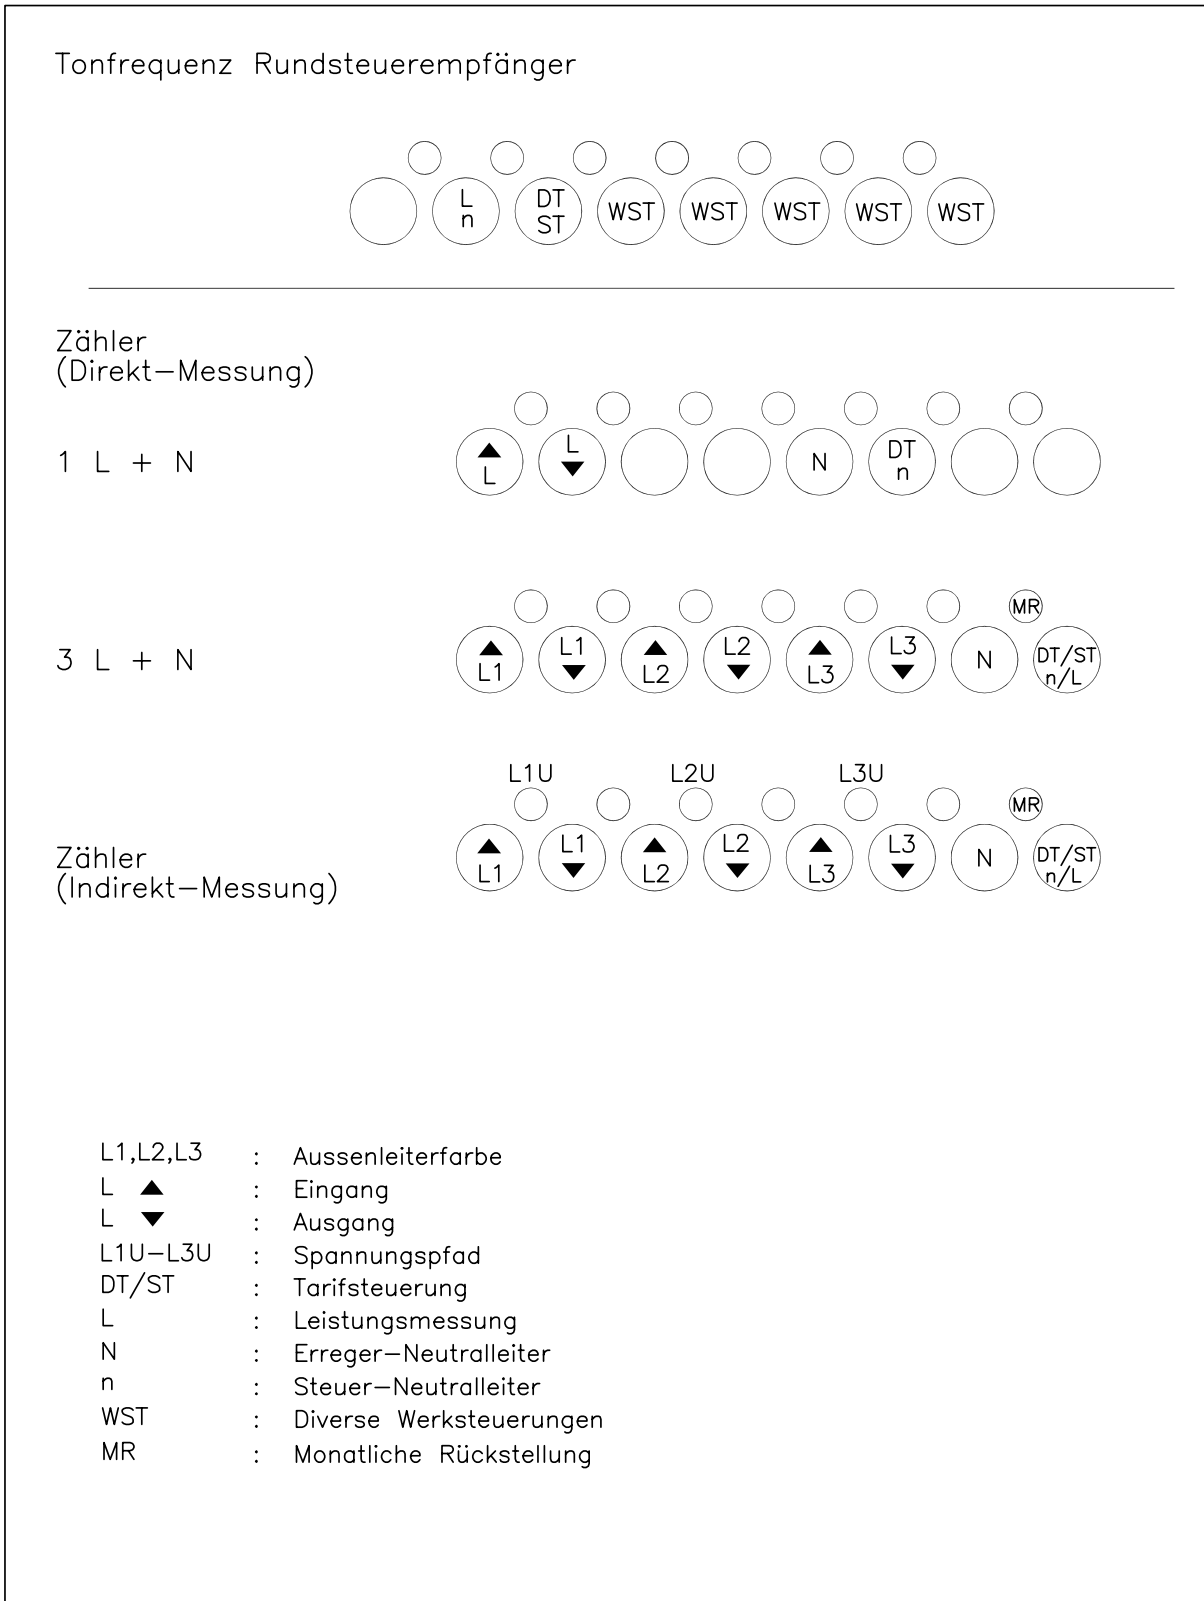 Tonfrequenz Rundsteuerempfänger
L DT
n ST WST WST WST WST WST
Zähler
(Direkt-Messung)
1 L + N
L L N DT n
MR
3 L + N
L1 L1 L2 L2 L3 L3 N DT/ST n/L
L1U L2U L3U
MR
Zähler
(Indirekt-Messung)
L1 L1 L2 L2 L3 L3 N DT/ST n/L
L1,L2,L3 : Aussenleiterfarbe
L ▲ : Eingang
L ▼ : Ausgang
L1U-L3U : Spannungspfad
DT/ST : Tarifsteuerung
L : Leistungsmessung
N : Erreger-Neutralleiter
n : Steuer-Neutralleiter
WST : Diverse Werksteuerungen
MR : Monatliche Rückstellung